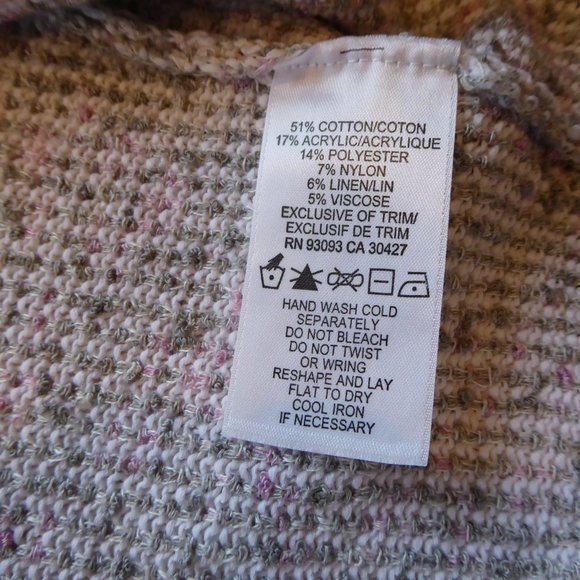 51% COTTON/COTON
17% ACRYLIC/ACRYLIQUE
14% POLYESTER
7% NYLON
6% LINEN/LIN
5% VISCOSE
EXCLUSIVE OF TRIM/
EXCLUSIF DE TRIM
RN 93093 CA 30427
HAND WASH COLD
SEPARATELY
DO NOT BLEACH
DO NOT TWIST
OR WRING
RESHAPE AND LAY
FLAT TO DRY
COOL IRON
IF NECESSARY